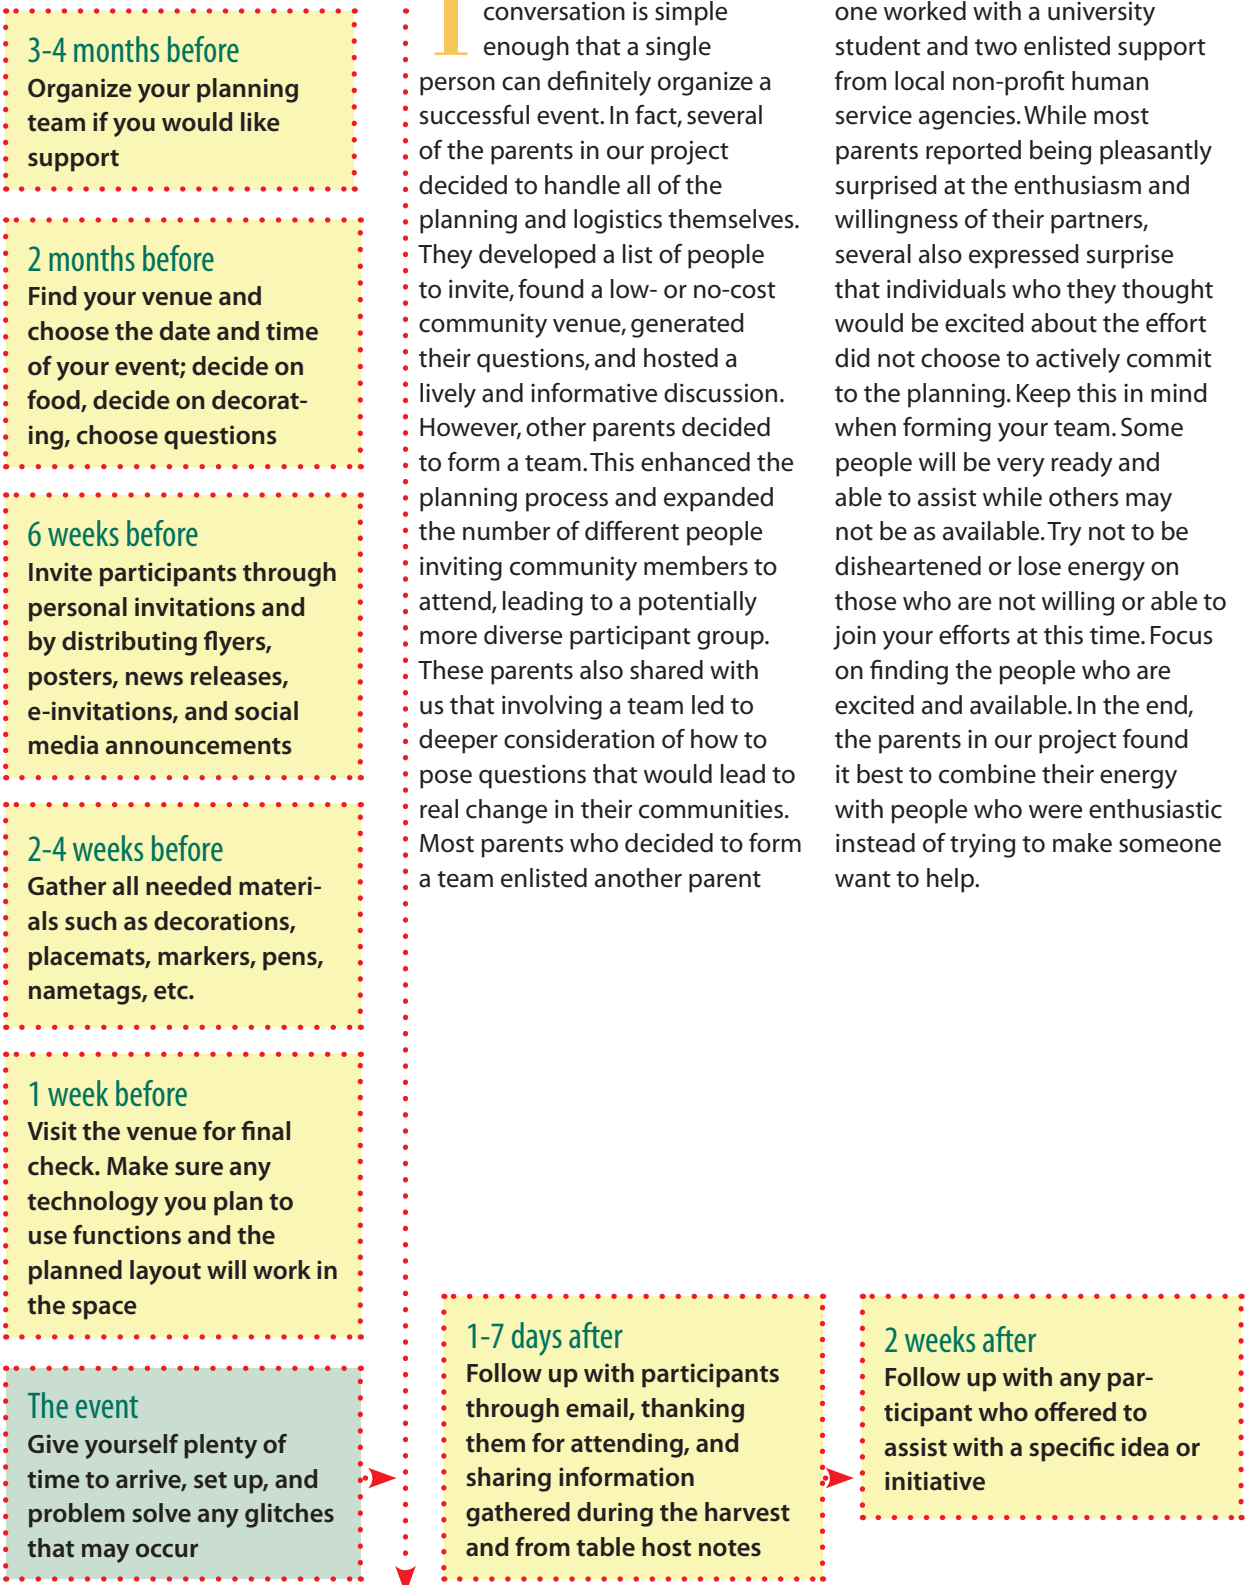 3-4 months before
Organize your planning
team if you would like
support
2 months before
Find your venue and
choose the date and time
of your event; decide on
food, decide on decorat-
ing, choose questions
6 weeks before
Invite participants through
personal invitations and
by distributing flyers,
posters, news releases,
e-invitations, and social
media announcements
2-4 weeks before
Gather all needed materi-
als such as decorations,
placemats, markers, pens,
nametags, etc.
1 week before
Visit the venue for final
check. Make sure any
technology you plan to
use functions and the
planned layout will work in
the space
The event
Give yourself plenty of
time to arrive, set up, and
problem solve any glitches
that may occur
conversation is simple
enough that a single
person can definitely organize a
successful event. In fact, several
of the parents in our project
decided to handle all of the
planning and logistics themselves.
They developed a list of people
to invite, found a low- or no-cost
community venue, generated
their questions, and hosted a
lively and informative discussion.
However, other parents decided
to form a team. This enhanced the
planning process and expanded
the number of different people
inviting community members to
attend, leading to a potentially
more diverse participant group.
These parents also shared with
us that involving a team led to
deeper consideration of how to
pose questions that would lead to
real change in their communities.
Most parents who decided to form
a team enlisted another parent
one worked with a university
student and two enlisted support
from local non-profit human
service agencies. While most
parents reported being pleasantly
surprised at the enthusiasm and
willingness of their partners,
several also expressed surprise
that individuals who they thought
would be excited about the effort
did not choose to actively commit
to the planning. Keep this in mind
when forming your team. Some
people will be very ready and
able to assist while others may
not be as available. Try not to be
disheartened or lose energy on
those who are not willing or able to
join your efforts at this time. Focus
on finding the people who are
excited and available. In the end,
the parents in our project found
it best to combine their energy
with people who were enthusiastic
instead of trying to make someone
want to help.
1-7 days after
Follow up with participants
through email, thanking
them for attending, and
sharing information
gathered during the harvest
and from table host notes
2 weeks after
Follow up with any par-
ticipant who offered to
assist with a specific idea or
initiative